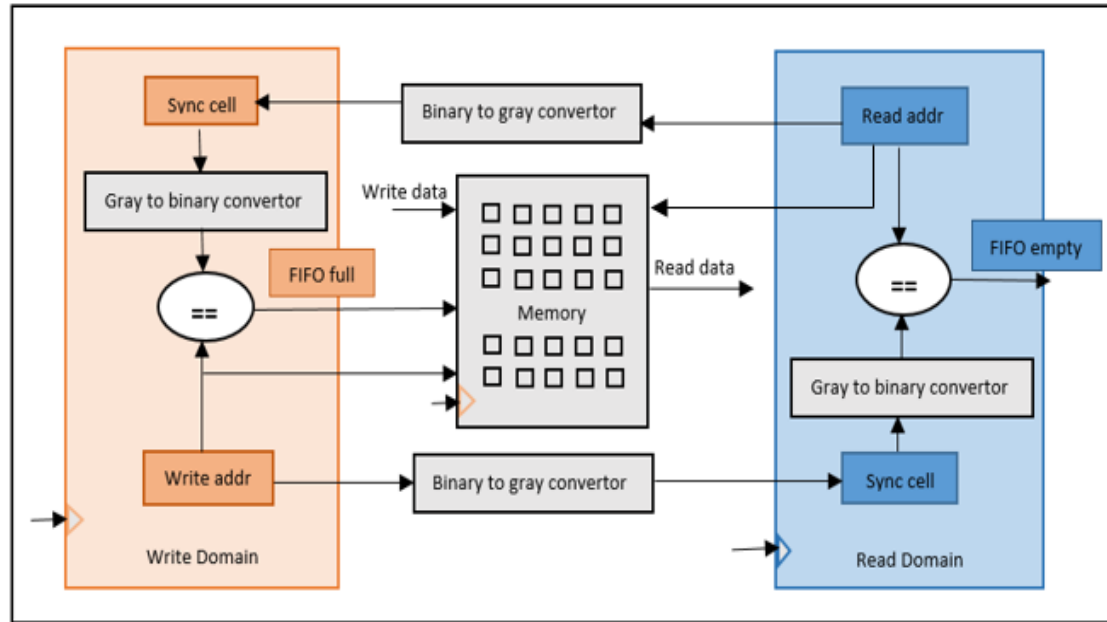 Sync cell
Binary to gray convertor
Read addr
Gray to binary convertor
Write data
FIFO full
==
Memory
Read data
==
FIFO empty
Gray to binary convertor
Write addr
Binary to gray convertor
Sync cell
Write Domain
Read Domain